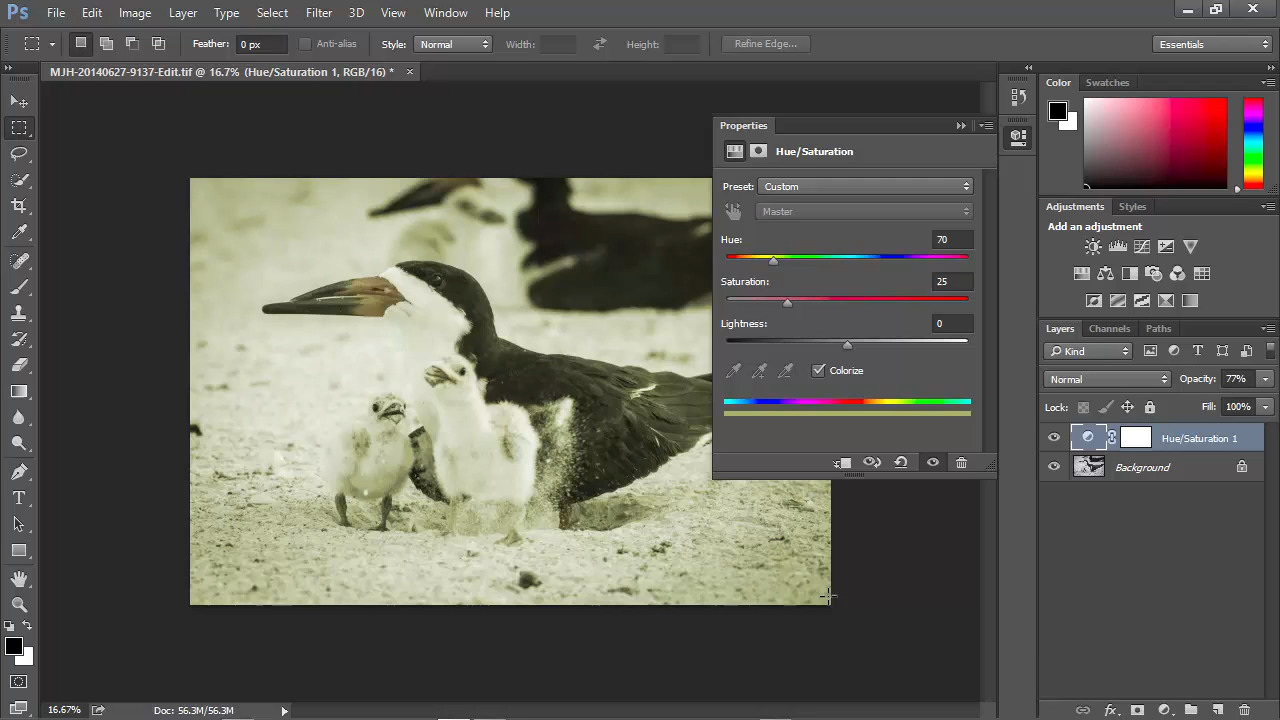 Ps File Edit Image Layer Type Select Filter 3D View Window Help
Feather: 0 px Anti-alias Style: Normal Width: Height: Refine Edge... Essentials
MJH-20140627-9137-Edit.tif @ 16.7% (Hue/Saturation 1, RGB/16) *
Properties
Hue/Saturation
Preset: Custom
Master
Hue: 70
Saturation: 25
Lightness: 0
Colorize
Color Swatches
Adjustments Styles
Add an adjustment
Layers Channels Paths
Kind
Normal Opacity: 77%
Lock: Fill: 100%
Hue/Saturation 1
Background
16.67% Doc: 56.3M/56.3M